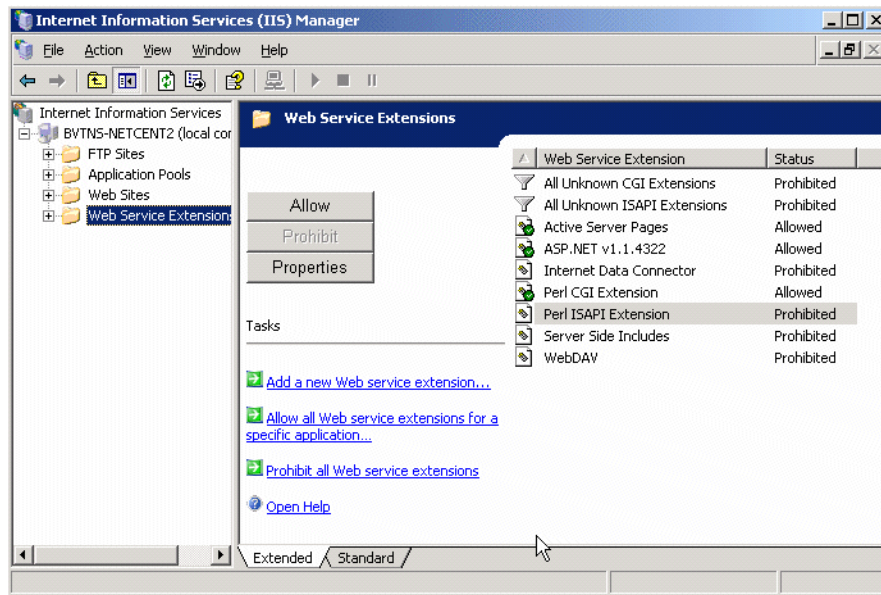 Internet Information Services (IIS) Manager
File Action View Window Help
Internet Information Services
BVTNS-NETCENT2 (local cor
FTP Sites
Application Pools
Web Sites
Web Service Extension
Web Service Extensions
Allow
Prohibit
Properties
Tasks
Add a new Web service extension...
Allow all Web service extensions for a
specific application...
Prohibit all Web service extensions
Open Help
Web Service Extension Status
All Unknown CGI Extensions Prohibited
All Unknown ISAPI Extensions Prohibited
Active Server Pages Allowed
ASP.NET v1.1.4322 Allowed
Internet Data Connector Prohibited
Perl CGI Extension Allowed
Perl ISAPI Extension Prohibited
Server Side Includes Prohibited
WebDAV Prohibited
Extended Standard